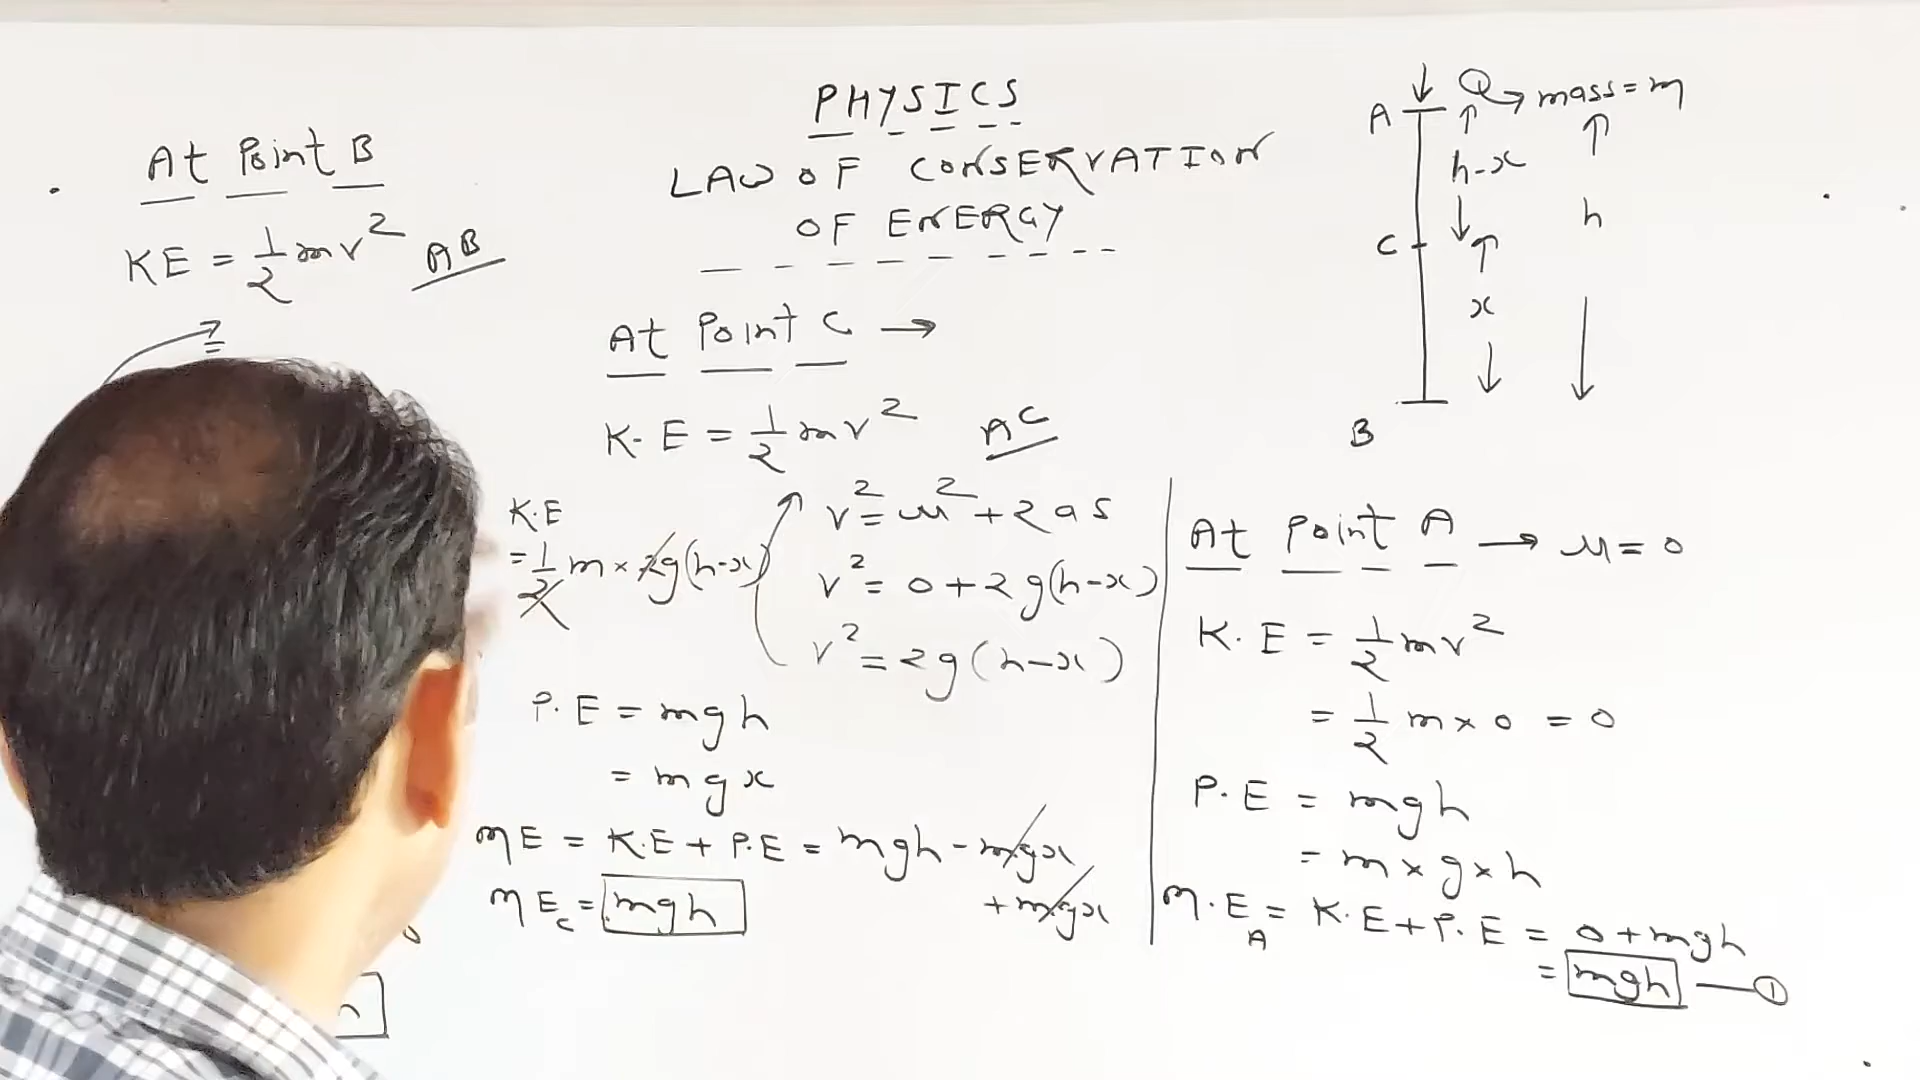 PHYSICS
LAW OF CONSERVATION
OF ENERGY
At Point B
KE = 1/2 mv² AB
At Point C →
K.E = 1/2 mv² AC
v² = u² + 2as
v² = 0 + 2g(h-x)
v² = 2g(h-x)
K.E
= 1/2 m × 2g(h-x)
P.E = mgh
= mgx
ME = K.E + P.E = mgh - mgx
+ mgx
ME_C = mgh
A
mass = m
h-x
h
C
x
B
At Point A → u = 0
K.E = 1/2 mv²
= 1/2 m × 0 = 0
P.E = mgh
= m × g × h
M.E_A = K.E + P.E = 0 + mgh
= mgh — ①